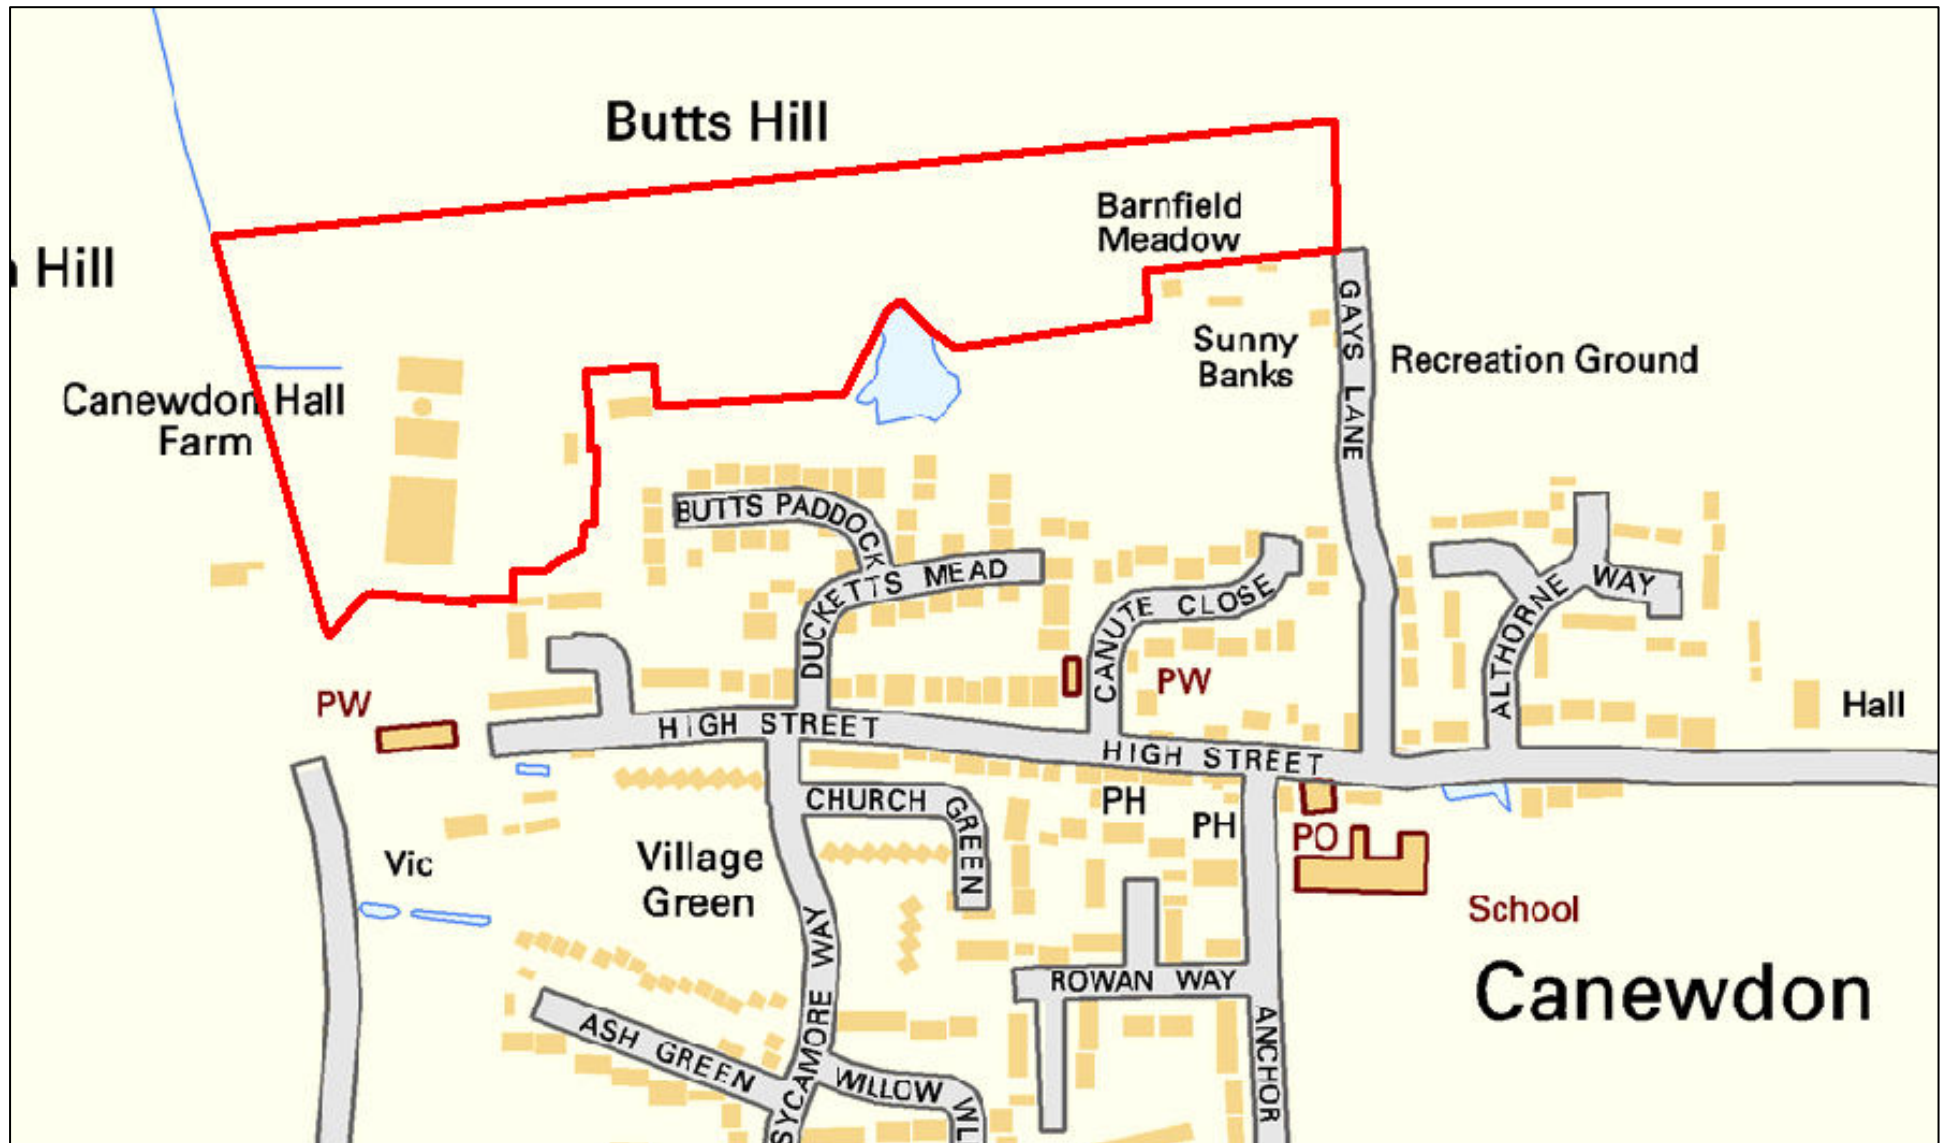 Butts Hill
Barnfield
Meadow
Hill
GAYS LANE
Sunny
Banks
Recreation Ground
Canewdon Hall
Farm
BUTTS PADDOCK
DUCKETTS MEAD
CANUTE CLOSE
ALTHORNE WAY
PW
PW
Hall
HIGH STREET
HIGH STREET
CHURCH GREEN
PH
PH
PO
Vic
Village
Green
School
SYCAMORE WAY
ROWAN WAY
Canewdon
ASH GREEN
WILLOW
ANCHOR